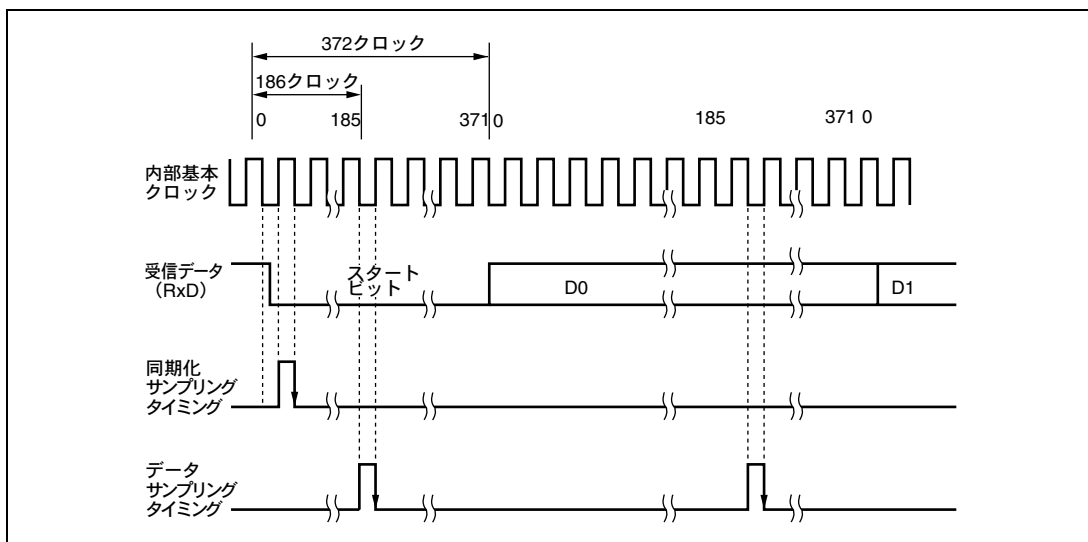 372クロック
186クロック
0 185 371 0 185 371 0
内部基本
クロック
受信データ
（RxD）
スタート
ビット
D0
D1
同期化
サンプリング
タイミング
データ
サンプリング
タイミング